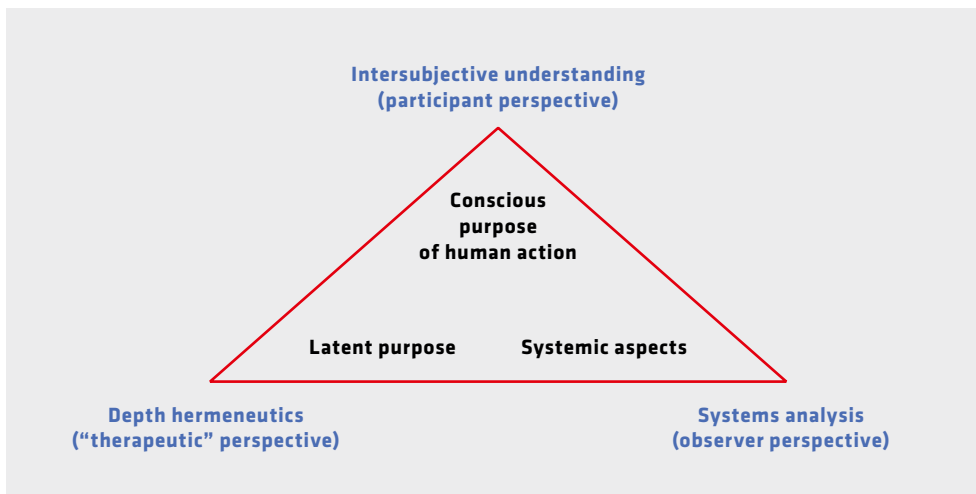 Intersubjective understanding
(participant perspective)
Conscious
purpose
of human action
Latent purpose
Systemic aspects
Depth hermeneutics
(“therapeutic” perspective)
Systems analysis
(observer perspective)